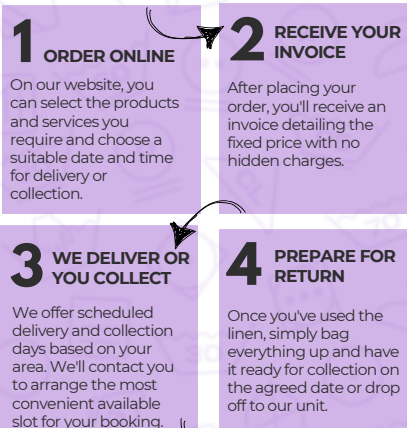 1 ORDER ONLINE
On our website, you
can select the products
and services you
require and choose a
suitable date and time
for delivery or
collection.
2 RECEIVE YOUR
INVOICE
After placing your
order, you'll receive an
invoice detailing the
fixed price with no
hidden charges.
3 WE DELIVER OR
YOU COLLECT
We offer scheduled
delivery and collection
days based on your
area. We'll contact you
to arrange the most
convenient available
slot for your booking.
4 PREPARE FOR
RETURN
Once you've used the
linen, simply bag
everything up and have
it ready for collection on
the agreed date or drop
off to our unit.